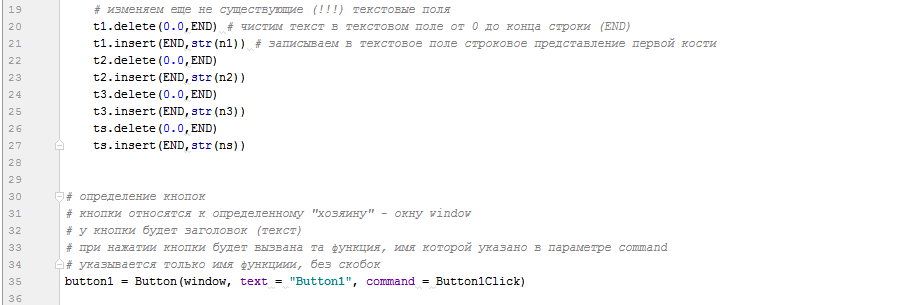 19 # изменяем еще не существующие (!!!) текстовые поля
20 t1.delete(0.0,END) # чистим текст в текстовом поле от 0 до конца строки (END)
21 t1.insert(END,str(n1)) # записываем в текстовое поле строковое представление первой кости
22 t2.delete(0.0,END)
23 t2.insert(END,str(n2))
24 t3.delete(0.0,END)
25 t3.insert(END,str(n3))
26 ts.delete(0.0,END)
27 ts.insert(END,str(ns))
28
29
30 # определение кнопок
31 # кнопки относятся к определенному "хозяину" - окну window
32 # у кнопки будет заголовок (текст)
33 # при нажатии кнопки будет вызвана та функция, имя которой указано в параметре command
34 # указывается только имя функциии, без скобок
35 button1 = Button(window, text = "Button1", command = Button1Click)
36